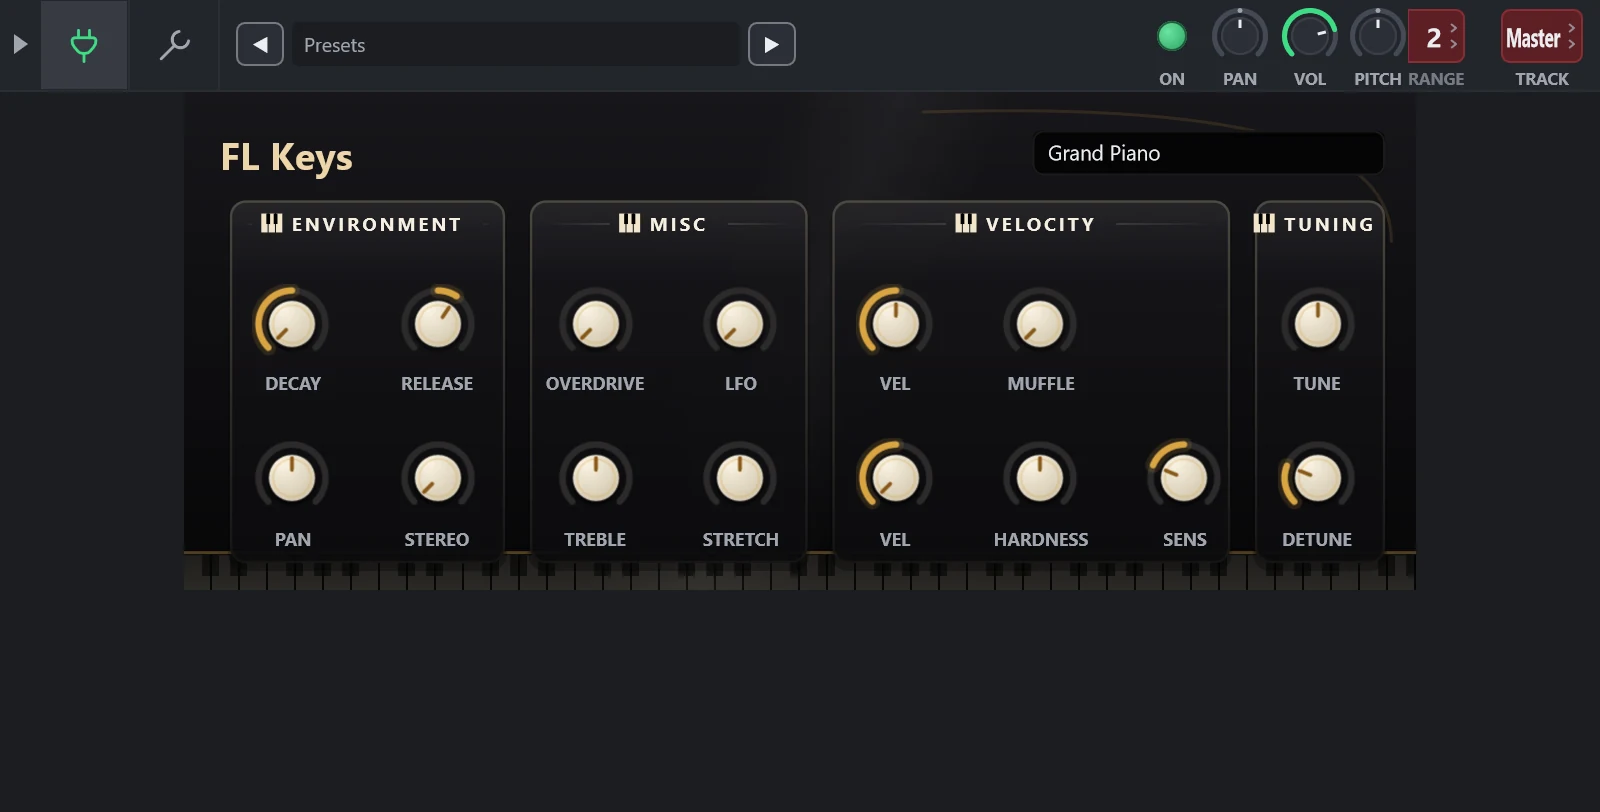 Presets
2
Master
ON
PAN
VOL
PITCH
RANGE
TRACK
FL Keys
Grand Piano
ENVIRONMENT
MISC
VELOCITY
TUNING
DECAY
RELEASE
OVERDRIVE
LFO
VEL
MUFFLE
TUNE
PAN
STEREO
TREBLE
STRETCH
VEL
HARDNESS
SENS
DETUNE